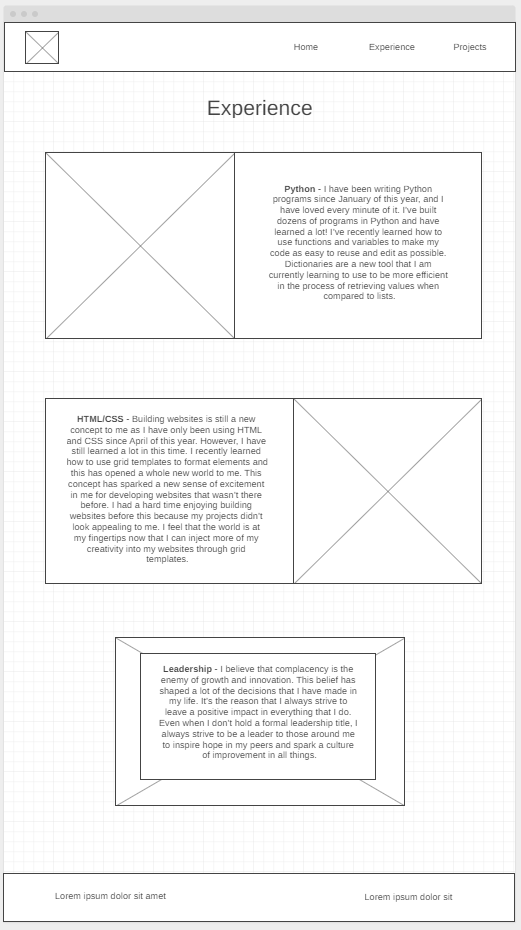 Home Experience Projects
Experience
Python - I have been writing Python
programs since January of this year, and I
have loved every minute of it. I've built
dozens of programs in Python and have
learned a lot! I've recently learned how to
use functions and variables to make my
code as easy to reuse and edit as possible.
Dictionaries are a new tool that I am
currently learning to use to be more efficient
in the process of retrieving values when
compared to lists.
HTML/CSS - Building websites is still a new
concept to me as I have only been using HTML
and CSS since April of this year. However, I have
still learned a lot in this time. I recently learned
how to use grid templates to format elements and
this has opened a whole new world to me. This
concept has sparked a new sense of excitement
in me for developing websites that wasn't there
before. I had a hard time enjoying building
websites before this because my projects didn't
look appealing to me. I feel that the world is at
my fingertips now that I can inject more of my
creativity into my websites through grid
templates.
Leadership - I believe that complacency is the
enemy of growth and innovation. This belief has
shaped a lot of the decisions that I have made in
my life. It's the reason that I always strive to
leave a positive impact in everything that I do.
Even when I don't hold a formal leadership title, I
always strive to be a leader to those around me
to inspire hope in my peers and spark a culture
of improvement in all things.
Lorem ipsum dolor sit amet
Lorem ipsum dolor sit